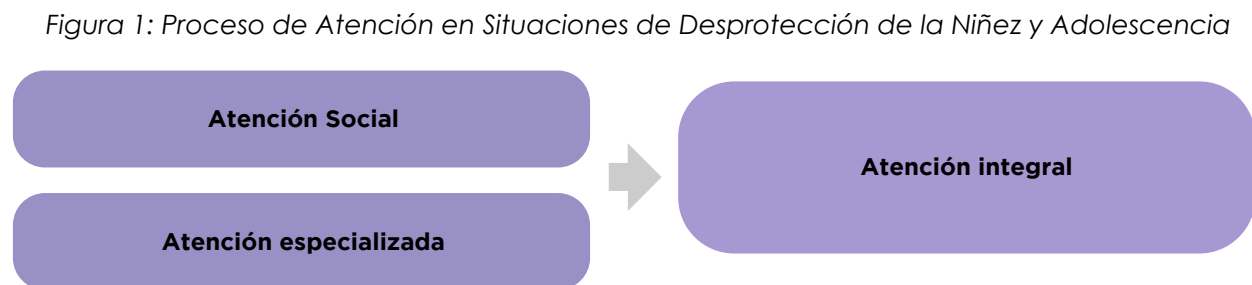 Figura 1: Proceso de Atención en Situaciones de Desprotección de la Niñez y Adolescencia
Atención Social
Atención especializada
Atención integral